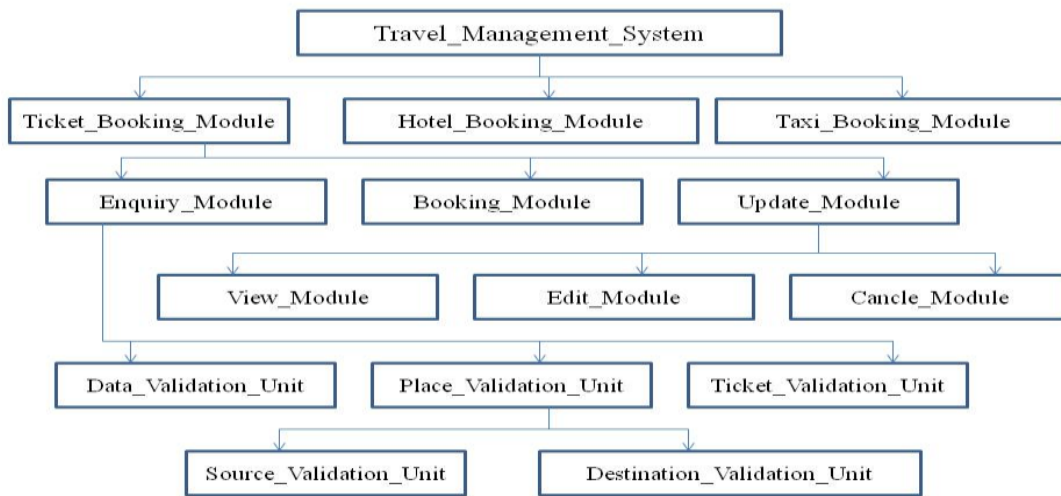 Travel_Management_System
Ticket_Booking_Module
Hotel_Booking_Module
Taxi_Booking_Module
Enquiry_Module
Booking_Module
Update_Module
View_Module
Edit_Module
Cancle_Module
Data_Validation_Unit
Place_Validation_Unit
Ticket_Validation_Unit
Source_Validation_Unit
Destination_Validation_Unit